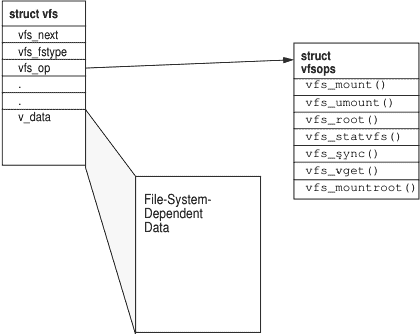 struct vfs
vfs_next
vfs_fstype
vfs_op
.
.
v_data
struct
vfsops
vfs_mount()
vfs_umount()
vfs_root()
vfs_statvfs()
vfs_sync()
vfs_vget()
vfs_mountroot()
File-System-
Dependent
Data